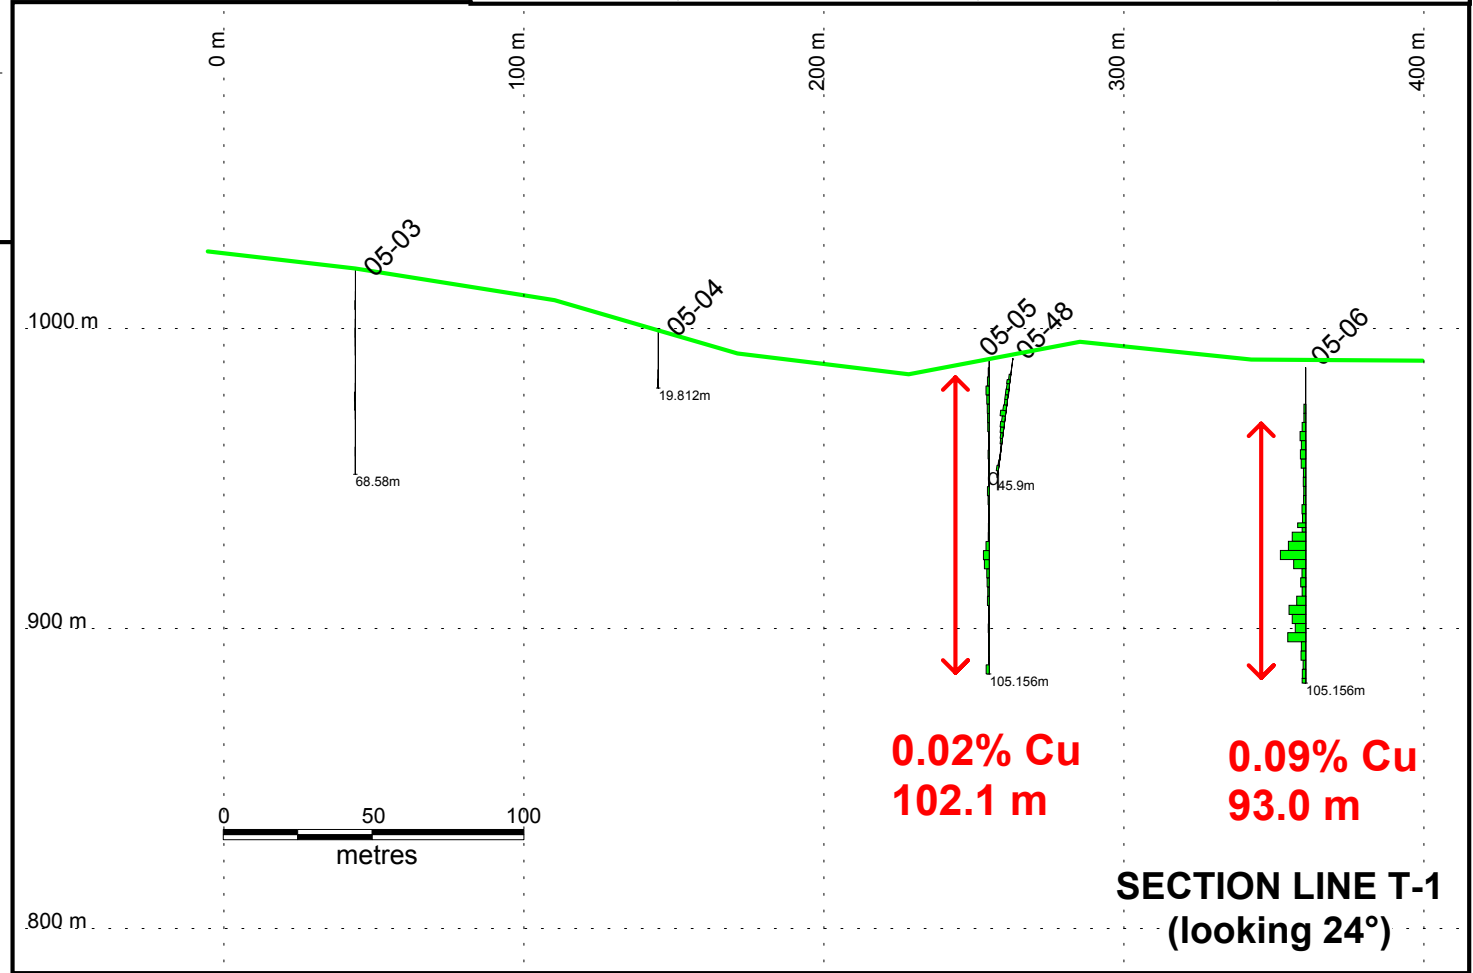 0 m
100 m
200 m
300 m
400 m
05-03
05-04
05-05
05-48
05-06
1000 m
19.812m
68.58m
45.9m
900 m
105.156m
105.156m
0.02% Cu
102.1 m
0.09% Cu
93.0 m
0 50 100
metres
SECTION LINE T-1
(looking 24°)
800 m